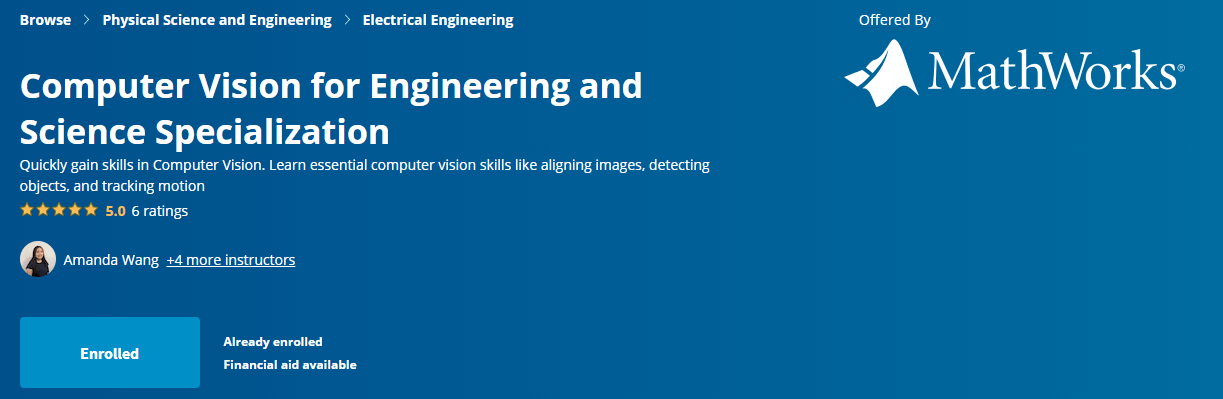 Browse > Physical Science and Engineering > Electrical Engineering
Offered By
MathWorks®
Computer Vision for Engineering and
Science Specialization
Quickly gain skills in Computer Vision. Learn essential computer vision skills like aligning images, detecting
objects, and tracking motion
5.0 6 ratings
Amanda Wang +4 more instructors
Enrolled
Already enrolled
Financial aid available